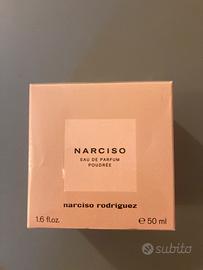 NARCISO
EAU DE PARFUM
POUDRÉE
narciso rodriguez
1.6 fl.oz.
℮ 50 ml
subito